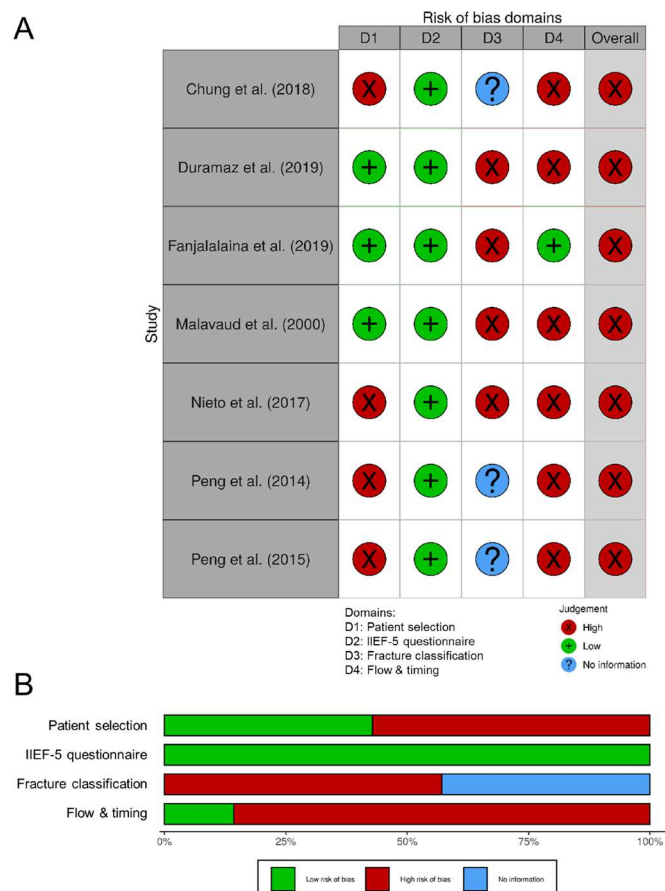 A
Risk of bias domains
D1 D2 D3 D4 Overall
Study
Chung et al. (2018) X + ? X X
Duramaz et al. (2019) + + X X X
Fanjalalaina et al. (2019) + + X + X
Malavaud et al. (2000) + + X X X
Nieto et al. (2017) X + X X X
Peng et al. (2014) X + ? X X
Peng et al. (2015) X + ? X X
Domains:
D1: Patient selection
D2: IIEF-5 questionnaire
D3: Fracture classification
D4: Flow & timing
Judgement
X High
+ Low
? No information
B
Patient selection
IIEF-5 questionnaire
Fracture classification
Flow & timing
0% 25% 50% 75% 100%
Low risk of bias High risk of bias No information